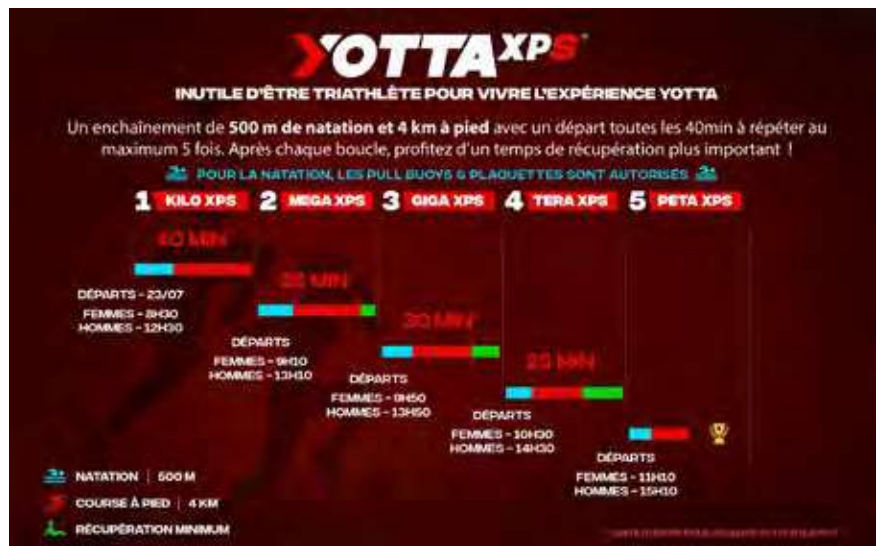 YOTTAXPS
INUTILE D'ÊTRE TRIATHLÈTE POUR VIVRE L'EXPÉRIENCE YOTTA
Un enchaînement de 500 m de natation et 4 km à pied avec un départ toutes les 40min à répéter au
maximum 5 fois. Après chaque boucle, profitez d'un temps de récupération plus important !
POUR LA NATATION, LES PULL BUOYS & PLAQUETTES SONT AUTORISÉS
1 KILO XPS 2 MEGA XPS 3 GIGA XPS 4 TERA XPS 5 PETA XPS
40 MIN
DÉPARTS - 23/07
FEMMES - 8H30
HOMMES - 12H30
MIN
DÉPARTS
FEMMES - 9H10
HOMMES - 13H10
30 MIN
DÉPARTS
FEMMES - 9H50
HOMMES - 13H50
25 MIN
DÉPARTS
FEMMES - 10H30
HOMMES - 14H30
DÉPARTS
FEMMES - 11H10
HOMMES - 15H10
NATATION | 500 M
COURSE À PIED | 4 KM
RÉCUPÉRATION MINIMUM